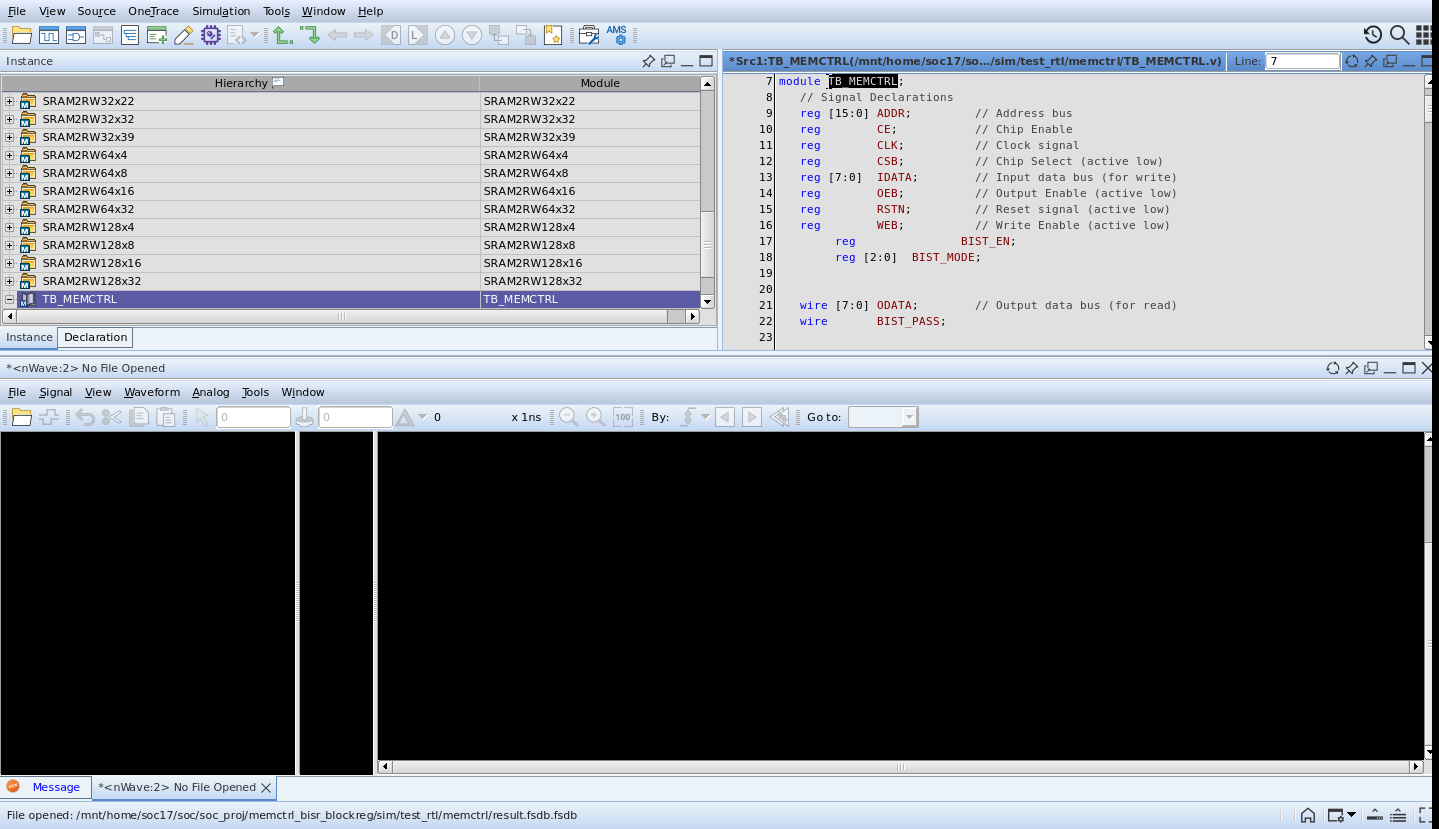 File View Source OneTrace Simulation Tools Window Help
D L AMS
Instance
Hierarchy Module
SRAM2RW32x22 SRAM2RW32x22
SRAM2RW32x32 SRAM2RW32x32
SRAM2RW32x39 SRAM2RW32x39
SRAM2RW64x4 SRAM2RW64x4
SRAM2RW64x8 SRAM2RW64x8
SRAM2RW64x16 SRAM2RW64x16
SRAM2RW64x32 SRAM2RW64x32
SRAM2RW128x4 SRAM2RW128x4
SRAM2RW128x8 SRAM2RW128x8
SRAM2RW128x16 SRAM2RW128x16
SRAM2RW128x32 SRAM2RW128x32
TB_MEMCTRL TB_MEMCTRL
Instance Declaration
*Src1:TB_MEMCTRL(/mnt/home/soc17/so.../sim/test_rtl/memctrl/TB_MEMCTRL.v) Line: 7
7 module TB_MEMCTRL;
8 // Signal Declarations
9 reg [15:0] ADDR; // Address bus
10 reg CE; // Chip Enable
11 reg CLK; // Clock signal
12 reg CSB; // Chip Select (active low)
13 reg [7:0] IDATA; // Input data bus (for write)
14 reg OEB; // Output Enable (active low)
15 reg RSTN; // Reset signal (active low)
16 reg WEB; // Write Enable (active low)
17 reg BIST_EN;
18 reg [2:0] BIST_MODE;
19
20
21 wire [7:0] ODATA; // Output data bus (for read)
22 wire BIST_PASS;
23
*<nWave:2> No File Opened
File Signal View Waveform Analog Tools Window
0 0 0 x 1ns 100 By: Go to:
Message *<nWave:2> No File Opened
File opened: /mnt/home/soc17/soc/soc_proj/memctrl_bisr_blockreg/sim/test_rtl/memctrl/result.fsdb.fsdb